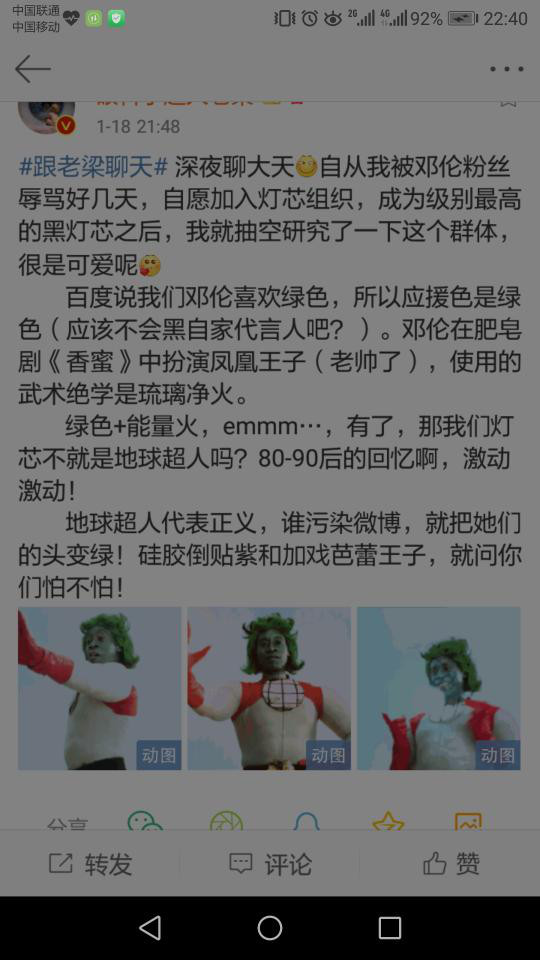 中国联通
中国移动
2G
4G
92%
22:40
1-18 21:48
#跟老梁聊天# 深夜聊大天自从我被邓伦粉丝
辱骂好几天，自愿加入灯芯组织，成为级别最高
的黑灯芯之后，我就抽空研究了一下这个群体，
很是可爱呢
百度说我们邓伦喜欢绿色，所以应援色是绿
色（应该不会黑自家代言人吧？）。邓伦在肥皂
剧《香蜜》中扮演凤凰王子（老帅了），使用的
武术绝学是琉璃净火。
绿色+能量火，emmm…，有了，那我们灯
芯不就是地球超人吗？80-90后的回忆啊，激动
激动！
地球超人代表正义，谁污染微博，就把她们
的头变绿！硅胶倒贴紫和加戏芭蕾王子，就问你
们怕不怕！
动图
动图
动图
分享
转发
评论
赞